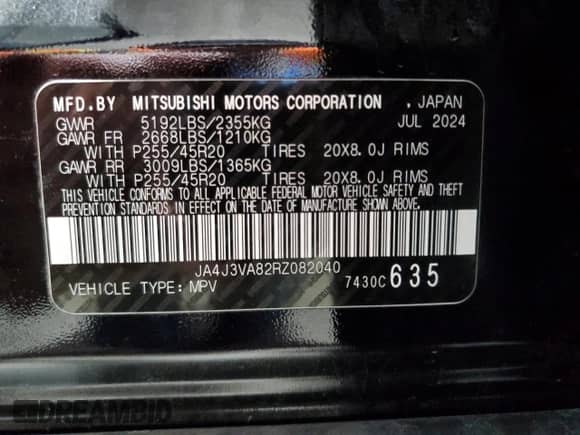 MFD.BY MITSUBISHI MOTORS CORPORATION , JAPAN
GVWR 5192LBS/2355KG JUL 2024
GAWR FR 2668LBS/1210KG
WITH P255/45R20 TIRES 20X8.0J RIMS
GAWR RR 3009LBS/1365KG
WITH P255/45R20 TIRES 20X8.0J RIMS
THIS VEHICLE CONFORMS TO ALL APPLICABLE FEDERAL MOTOR VEHICLE SAFETY AND THEFT
PREVENTION STANDARDS IN EFFECT ON THE DATE OF MANUFACTURE SHOWN ABOVE.
JA4J3VA82RZ082040
VEHICLE TYPE: MPV 7430C 635
DREAMBID